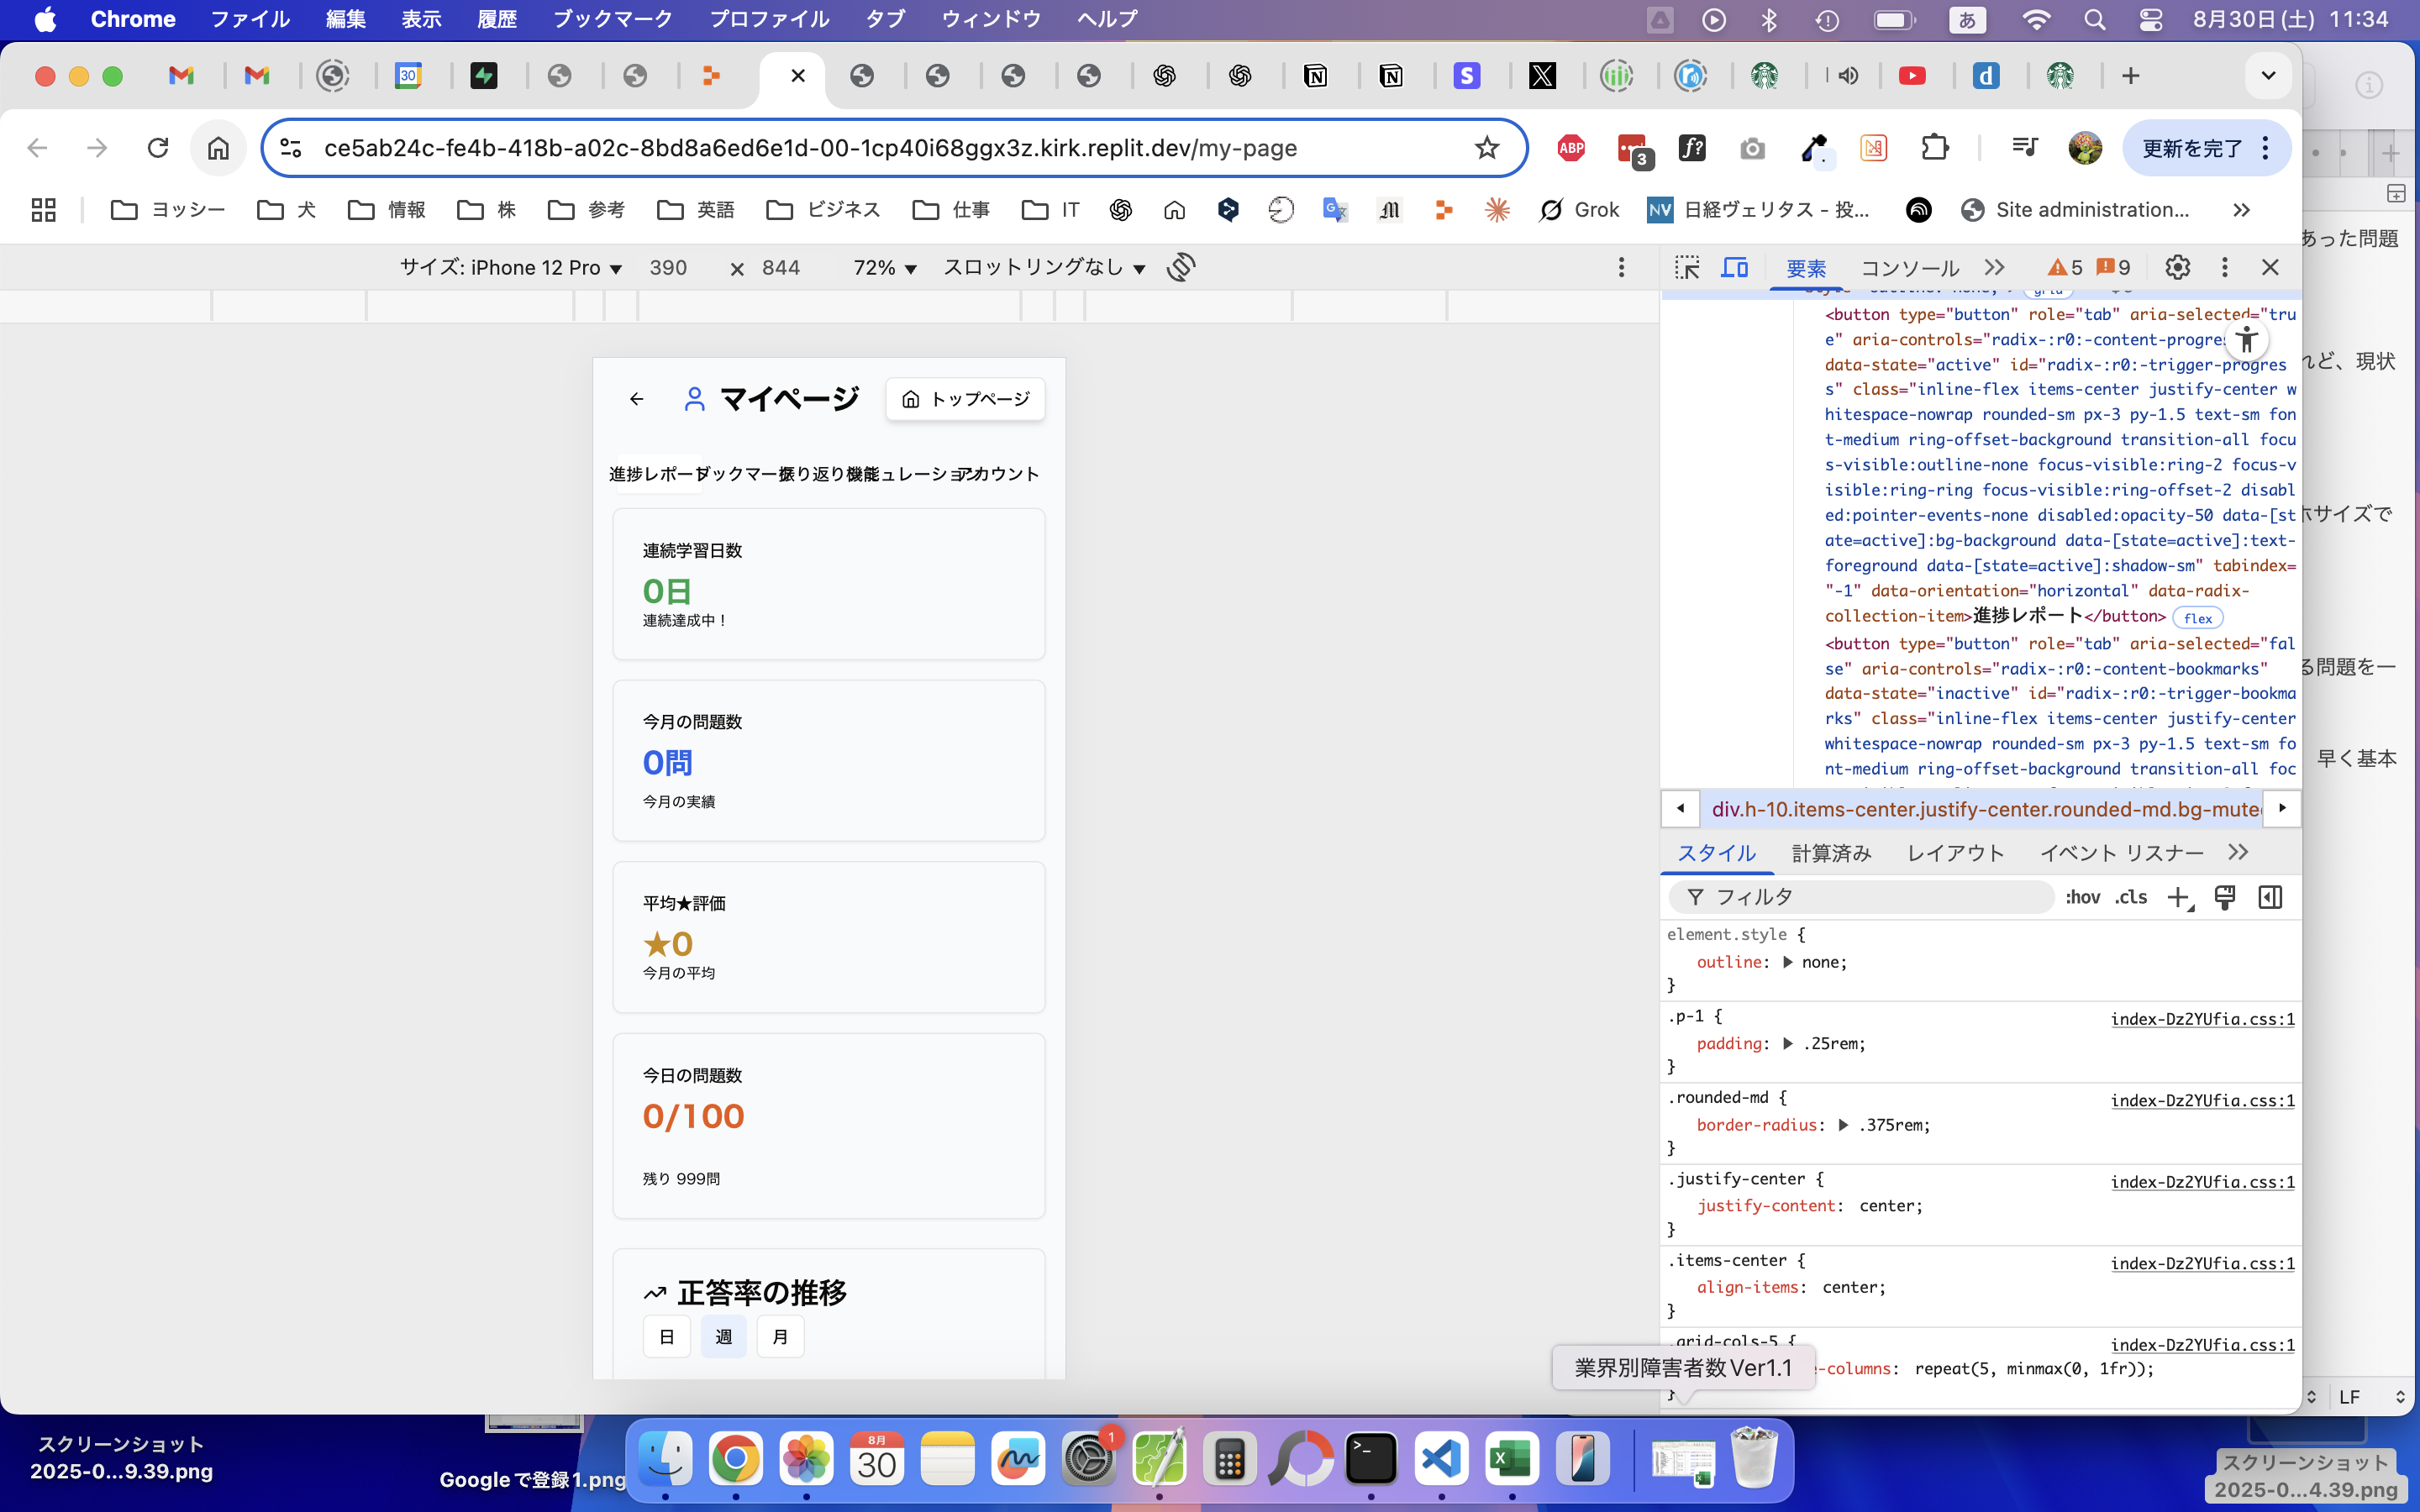 Chrome ファイル 編集 表示 履歴 ブックマーク プロファイル タブ ウィンドウ ヘルプ
あ 8月30日(土) 11:34
ce5ab24c-fe4b-418b-a02c-8bd8a6ed6e1d-00-1cp40i68ggx3z.kirk.replit.dev/my-page
ABP
3
f?
更新を完了
ヨッシー 犬 情報 株 参考 英語 ビジネス 仕事 IT Grok NV 日経ヴェリタス - 投... Site administration...
サイズ: iPhone 12 Pro 390 × 844 72% スロットリングなし
要素 コンソール 5 9
マイページ
トップページ
進捗レポート
ブックマーク
振り返り機能
アカウント
連続学習日数
0日
連続達成中！
今月の問題数
0問
今月の実績
平均★評価
★0
今月の平均
今日の問題数
0/100
残り 999問
正答率の推移
日 週 月
<button type="button" role="tab" aria-selected="tru
e" aria-controls="radix-:r0:-content-progres
data-state="active" id="radix-:r0:-trigger-progres
s" class="inline-flex items-center justify-center w
hitespace-nowrap rounded-sm px-3 py-1.5 text-sm fon
t-medium ring-offset-background transition-all focu
s-visible:outline-none focus-visible:ring-2 focus-v
isible:ring-ring focus-visible:ring-offset-2 disabl
ed:pointer-events-none disabled:opacity-50 data-[st
ate=active]:bg-background data-[state=active]:text-
foreground data-[state=active]:shadow-sm" tabindex=
"-1" data-orientation="horizontal" data-radix-
collection-item>進捗レポート</button> flex
<button type="button" role="tab" aria-selected="fal
se" aria-controls="radix-:r0:-content-bookmarks"
data-state="inactive" id="radix-:r0:-trigger-bookma
rks" class="inline-flex items-center justify-center
whitespace-nowrap rounded-sm px-3 py-1.5 text-sm fo
nt-medium ring-offset-background transition-all foc
div.h-10.items-center.justify-center.rounded-md.bg-mute
スタイル 計算済み レイアウト イベント リスナー
フィルタ :hov .cls
element.style {
outline: none;
}
.p-1 { index-Dz2YUfia.css:1
padding: .25rem;
}
.rounded-md { index-Dz2YUfia.css:1
border-radius: .375rem;
}
.justify-center { index-Dz2YUfia.css:1
justify-content: center;
}
.items-center { index-Dz2YUfia.css:1
align-items: center;
}
.grid-cols-5 { index-Dz2YUfia.css:1
-columns: repeat(5, minmax(0, 1fr));
}
業界別障害者数Ver1.1
あった問題
れど、現状
ホサイズで
る問題を一
早く基本
LF
スクリーンショット
2025-0...9.39.png
Googleで登録1.png
8月
30
1
スクリーンショット
2025-0...4.39.png